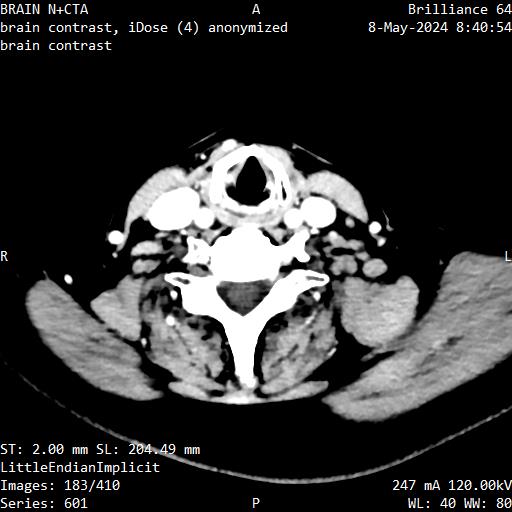 BRAIN N+CTA
A
Brilliance 64
brain contrast, iDose (4) anonymized
8-May-2024 8:40:54
brain contrast
R
L
ST: 2.00 mm SL: 204.49 mm
LittleEndianImplicit
Images: 183/410
247 mA 120.00kV
Series: 601
P
WL: 40 WW: 80